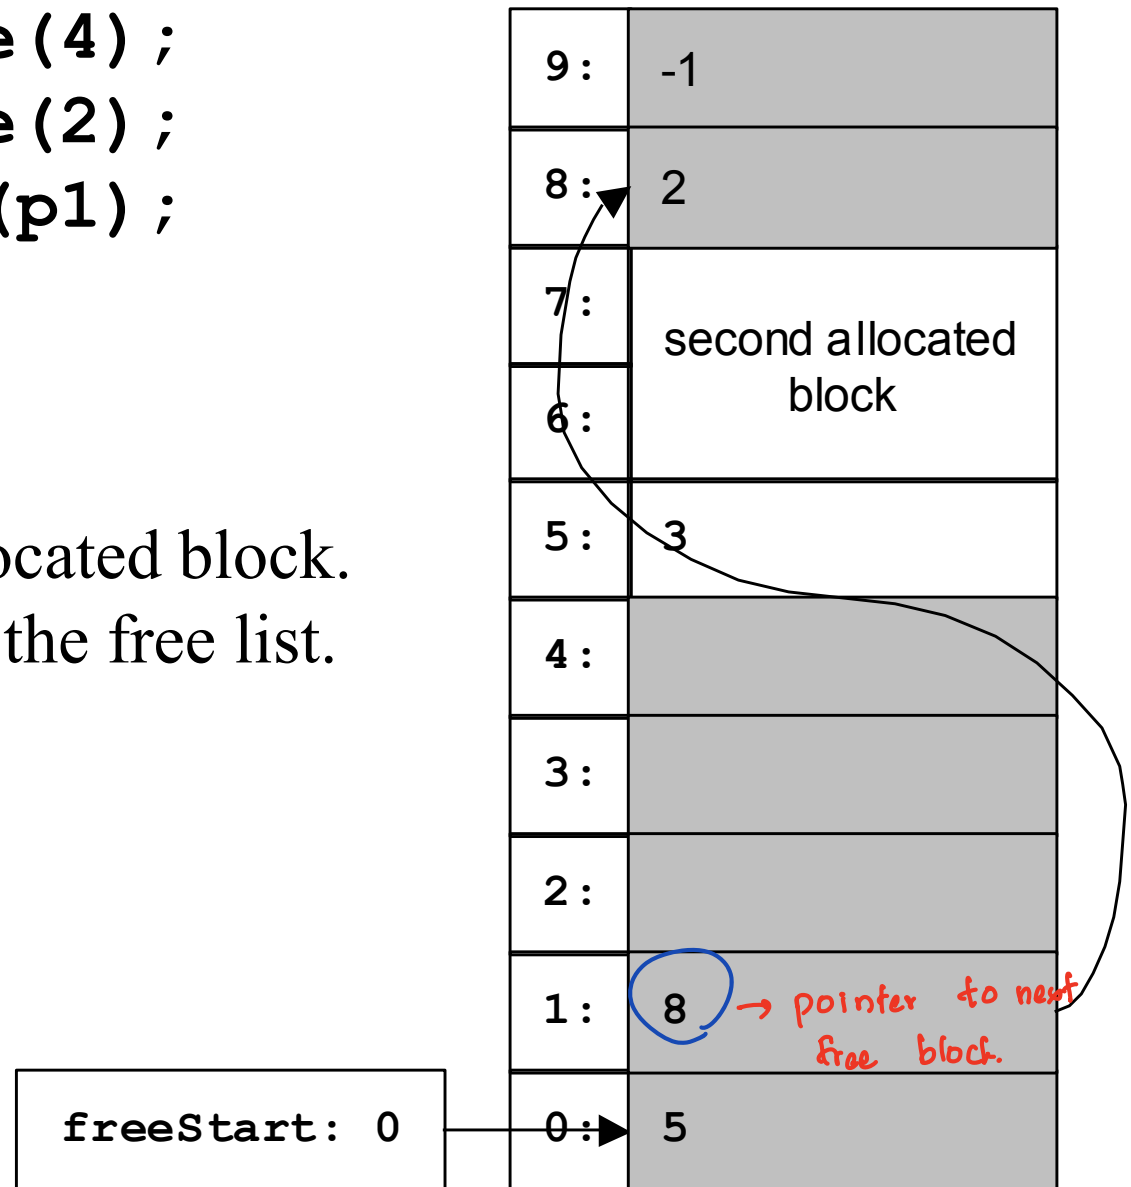 e(4);
e(2);
(p1);
ocated block.
the free list.
9: -1
8: 2
7:
second allocated
block
6:
5: 3
4:
3:
2:
1: 8 → pointer to next
free block.
freeStart: 0
0: 5